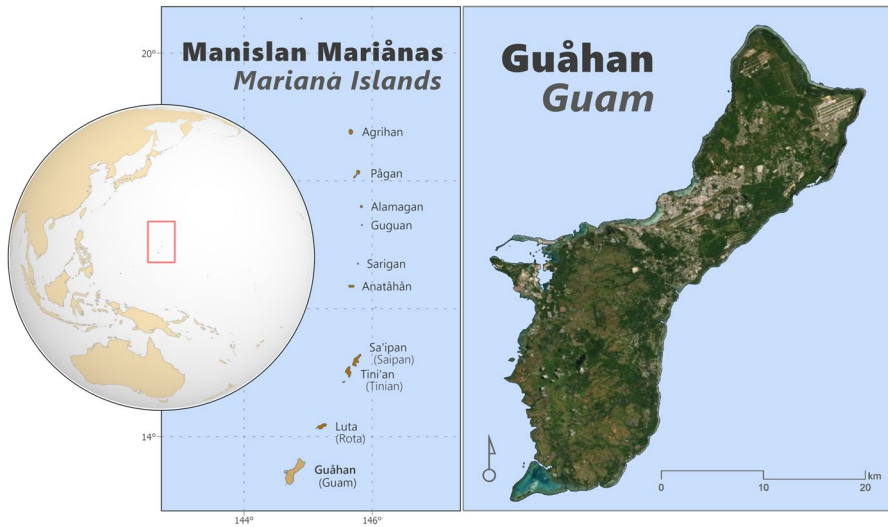 Manislan Mariånas
Mariana Islands
20°
Agrihan
Pågan
Alamagan
Guguan
Sarigan
Anatåhån
Sa'ipan
(Saipan)
Tini'an
(Tinian)
Luta
(Rota)
14°
Guåhan
(Guam)
144°
146°
Guåhan
Guam
km
0
10
20